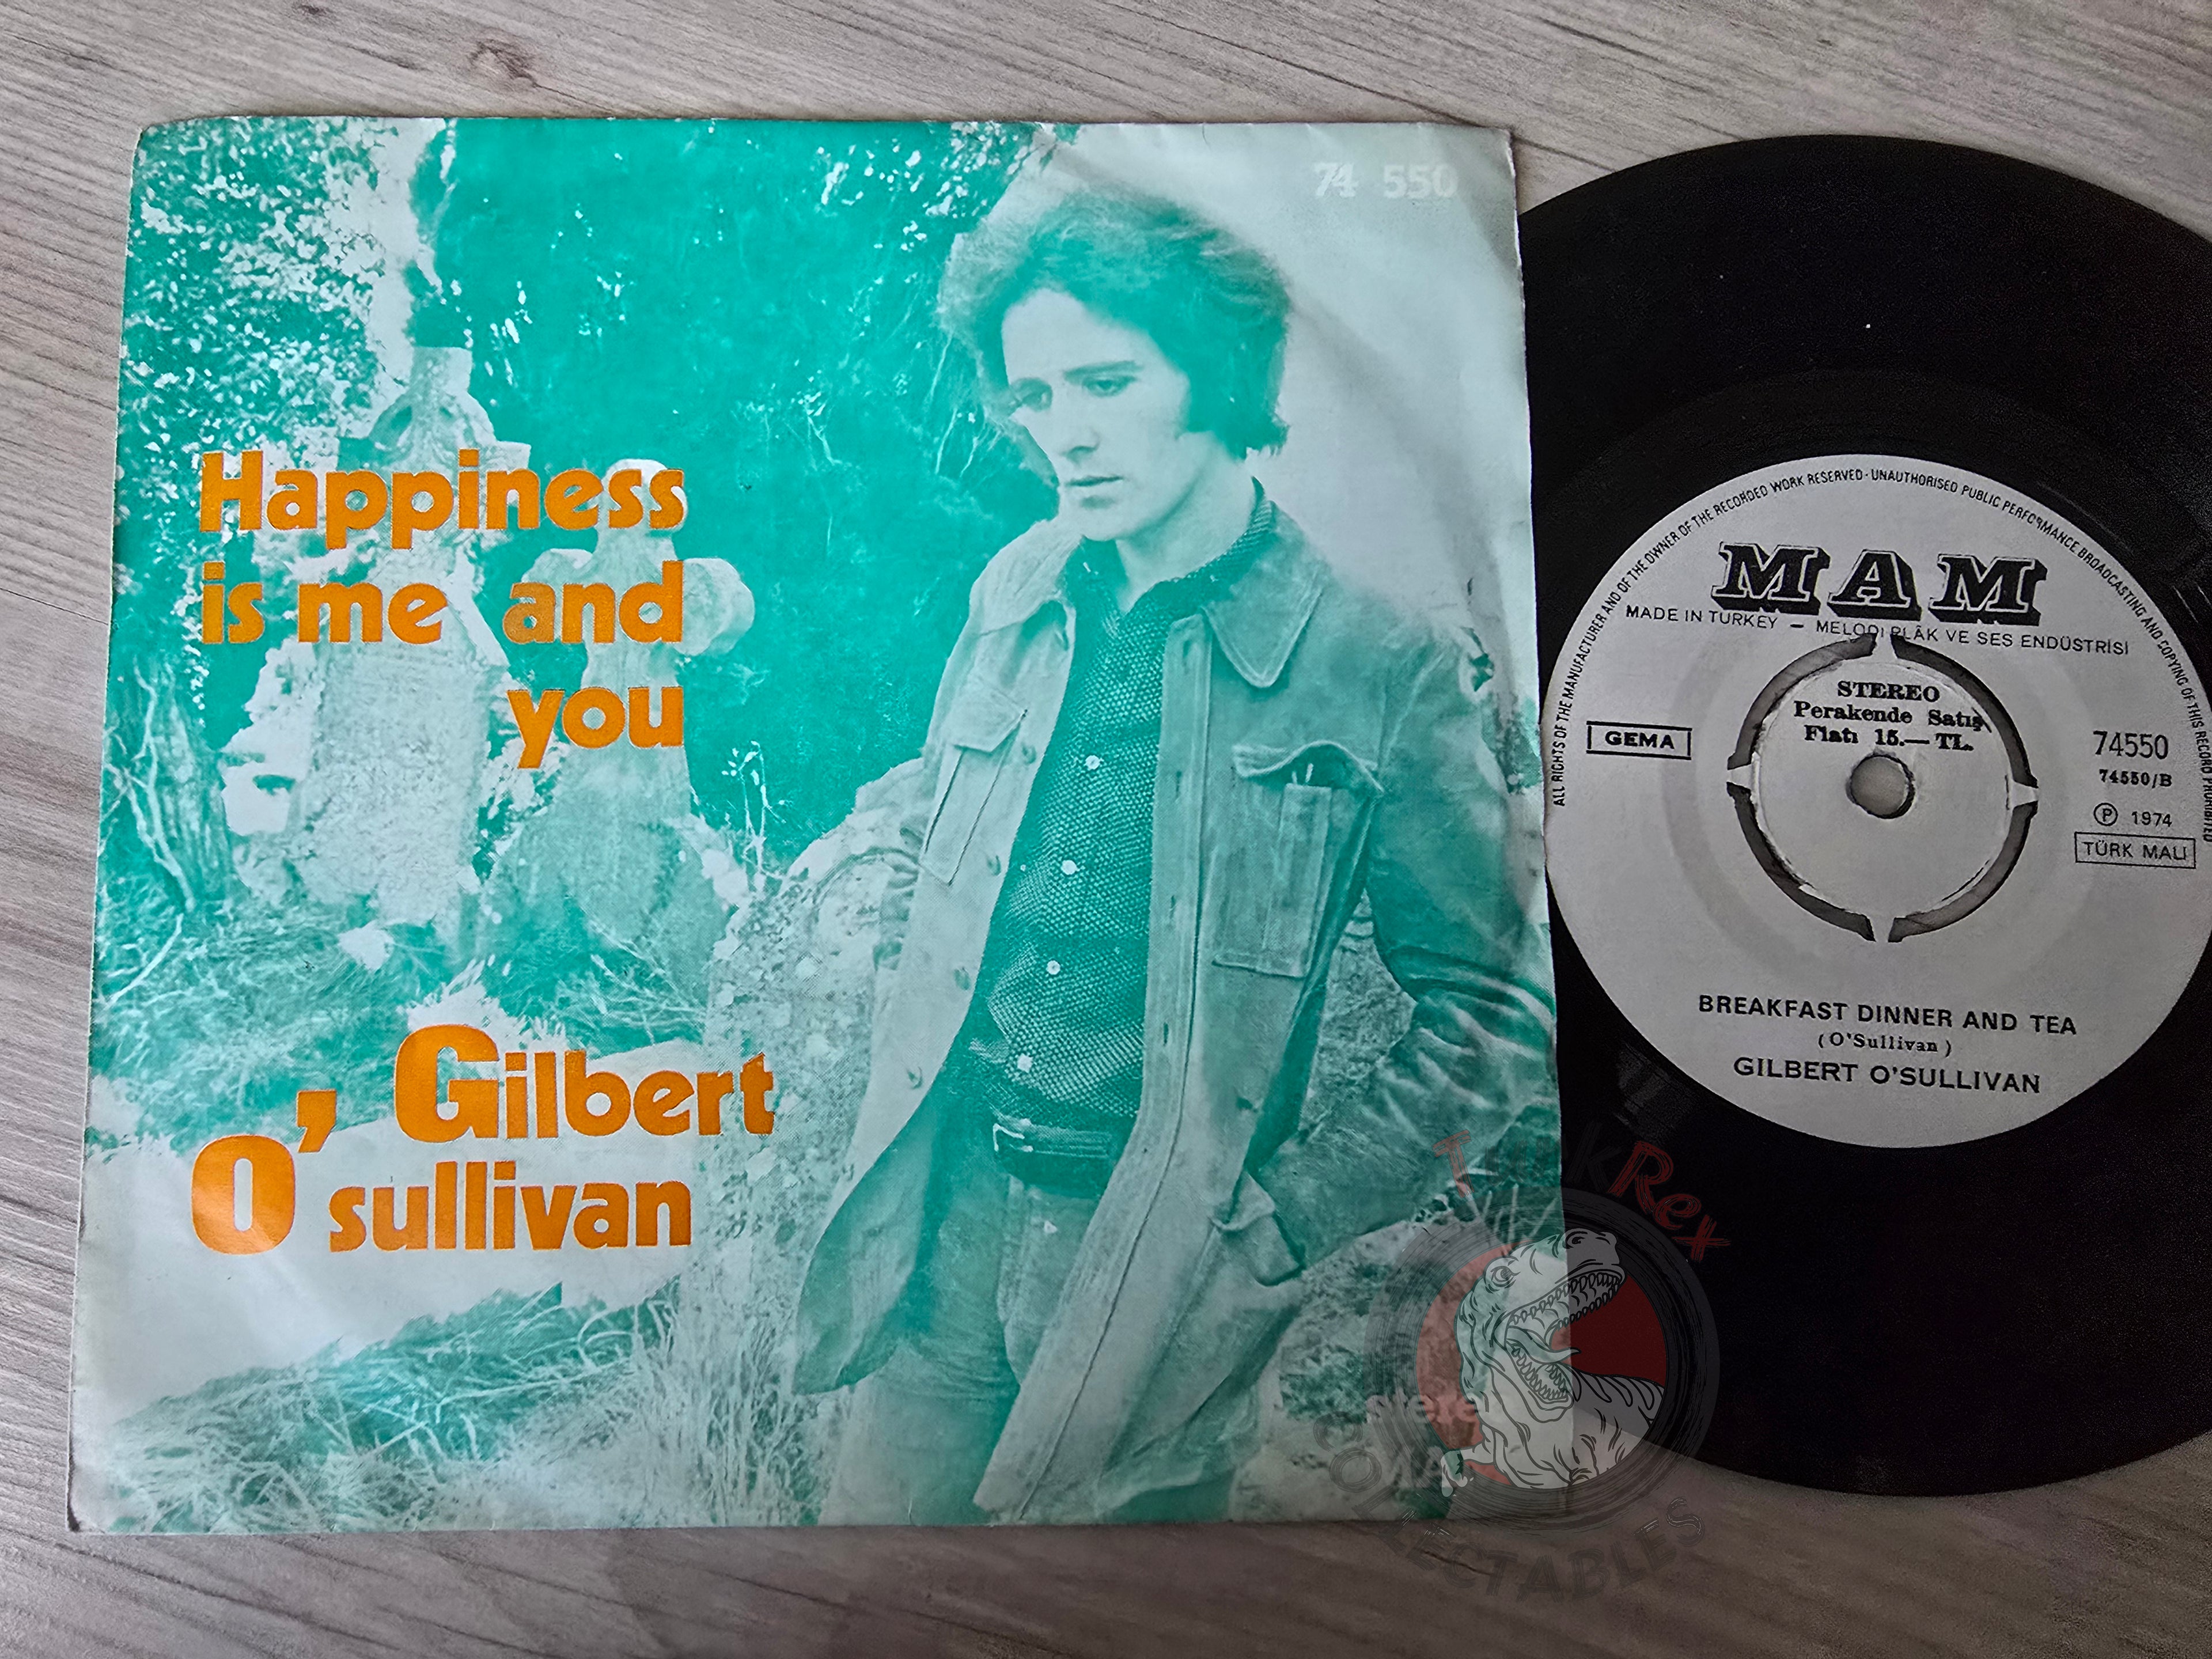 74 550
Happiness
is me and
you
Gilbert
O'sullivan
ALL RIGHTS OF THE MANUFACTURER AND OF THE OWNER OF THE RECORDED WORK RESERVED · UNAUTHORISED PUBLIC PERFORMANCE BROADCASTING AND COPYING OF THIS RECORD PROHIBITED
MAM
MADE IN TURKEY — MELODI PLÂK VE SES ENDÜSTRİSİ
STEREO
Perakende Satış
Fiatı 15.— TL.
GEMA
74550
74550/B
Ⓟ 1974
TÜRK MALI
BREAKFAST DINNER AND TEA
(O'Sullivan)
GILBERT O'SULLIVAN
TurkRex
COLLECTABLES